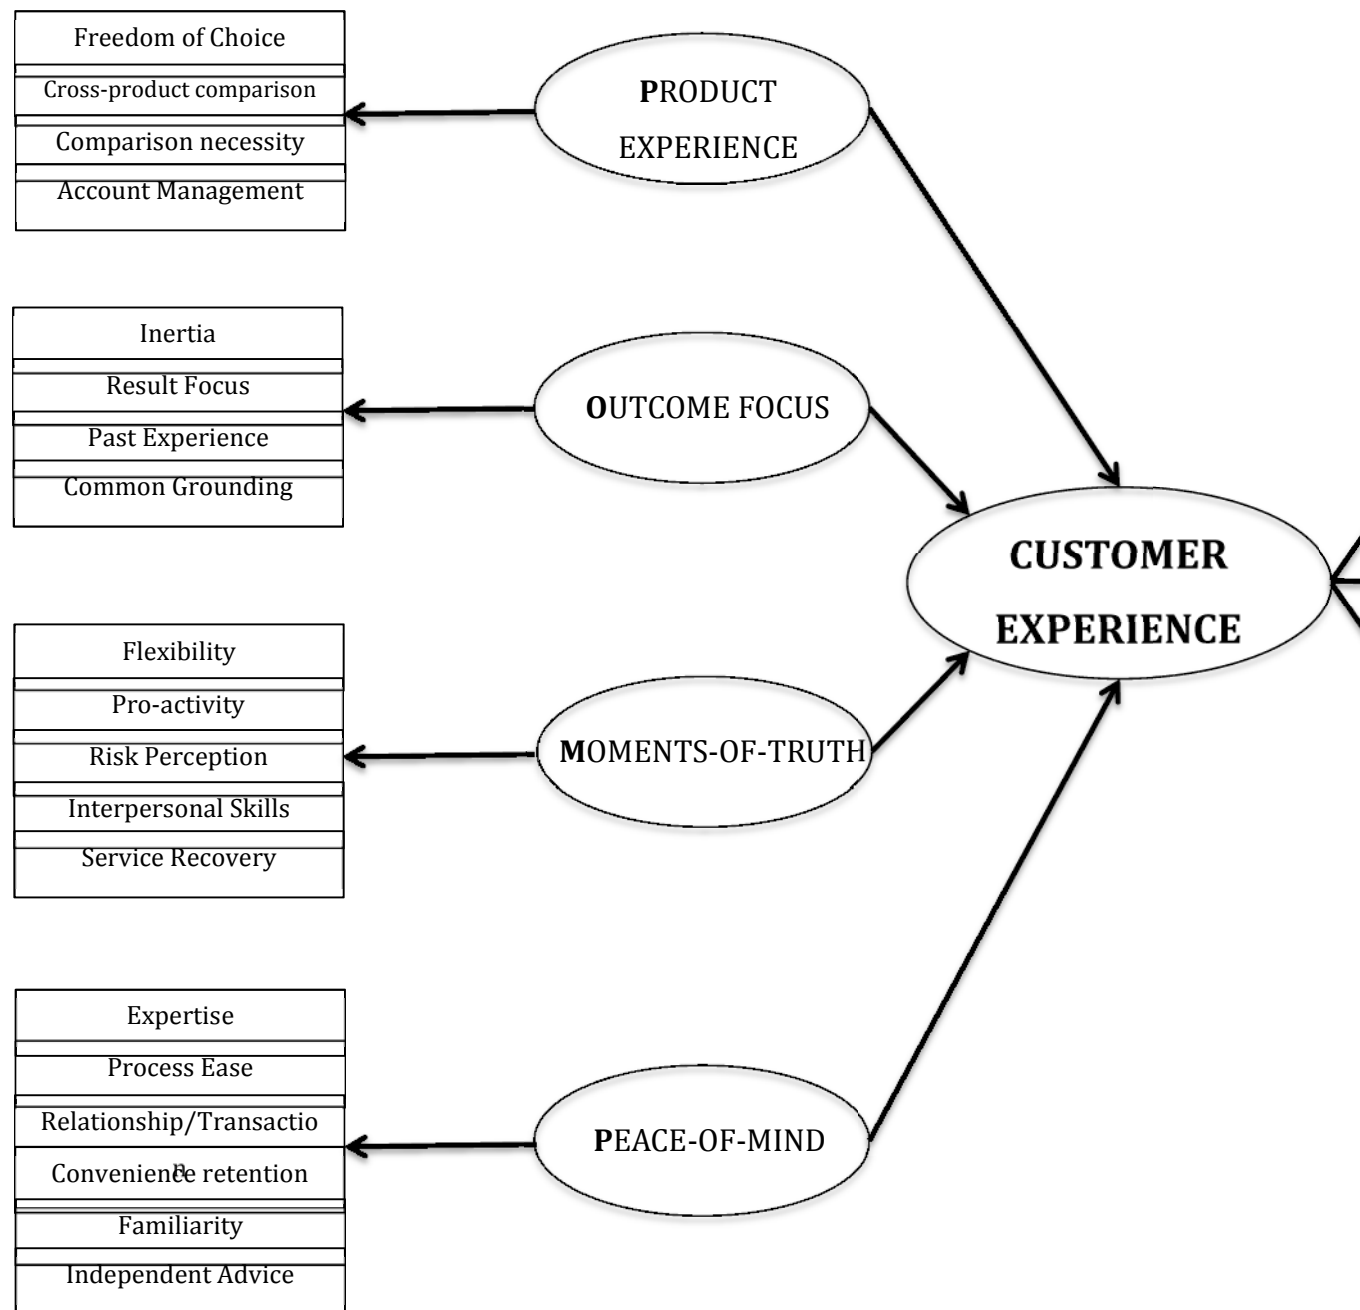 Freedom of Choice
Cross-product comparison
Comparison necessity
Account Management
PRODUCT
EXPERIENCE
Inertia
Result Focus
Past Experience
Common Grounding
OUTCOME FOCUS
CUSTOMER
EXPERIENCE
Flexibility
Pro-activity
Risk Perception
Interpersonal Skills
Service Recovery
MOMENTS-OF-TRUTH
Expertise
Process Ease
Relationship/Transactio
n
Convenience retention
Familiarity
Independent Advice
PEACE-OF-MIND